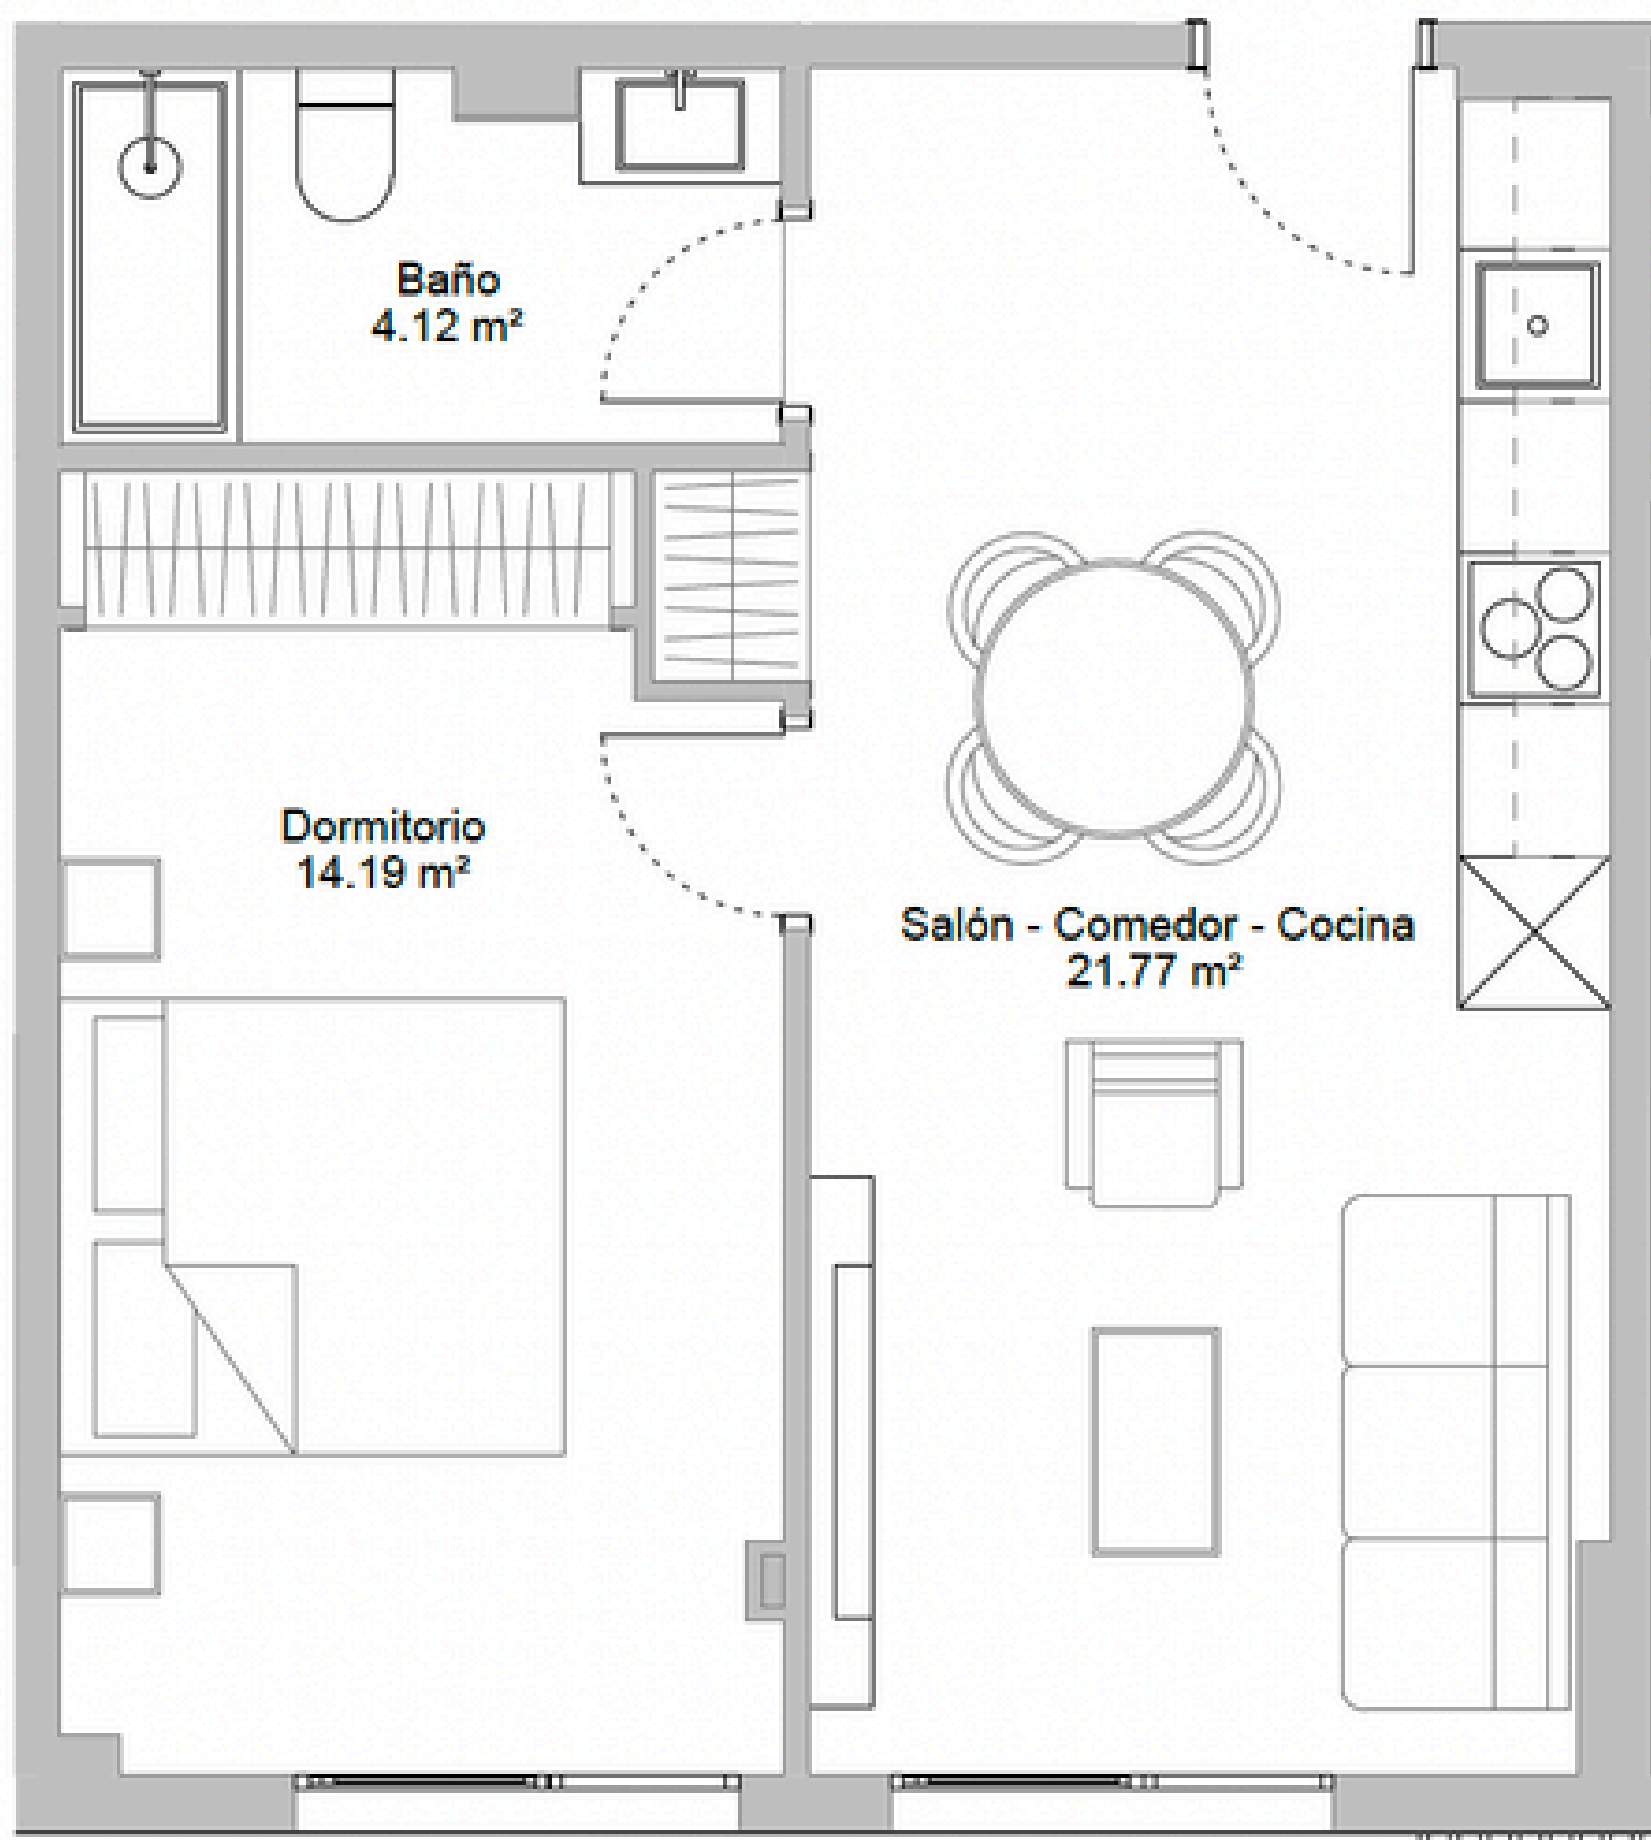 Baño
4.12 m²
Dormitorio
14.19 m²
Salón - Comedor - Cocina
21.77 m²